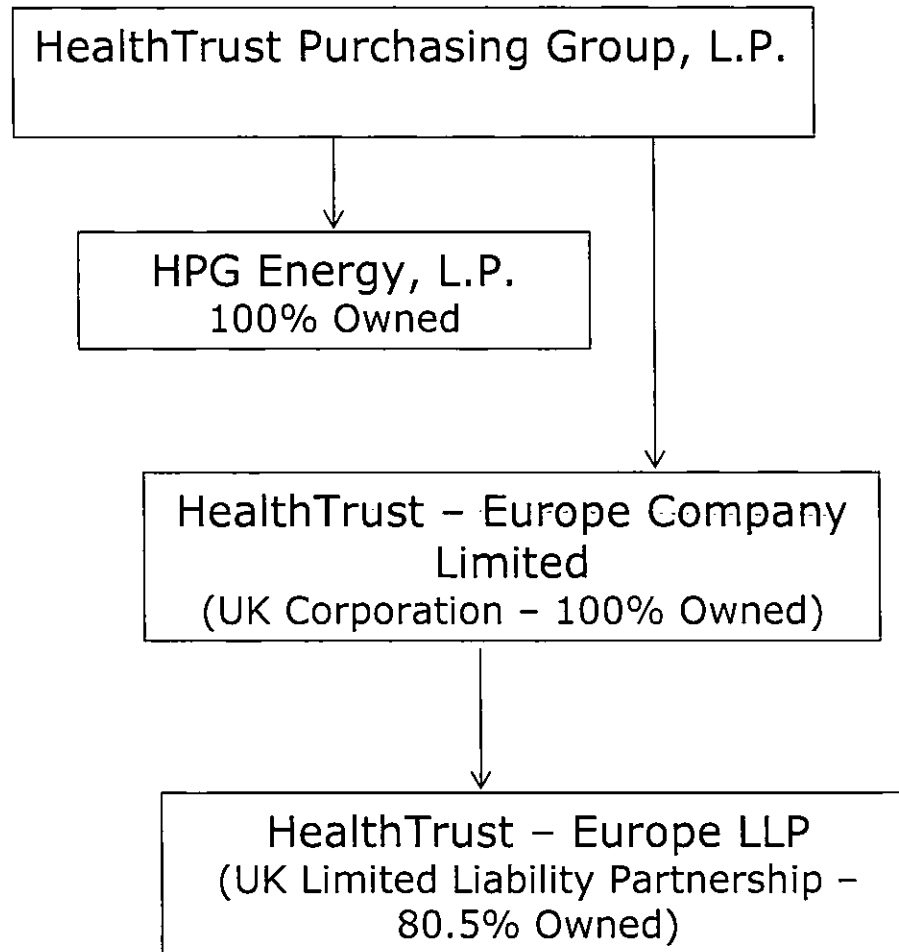 HealthTrust Purchasing Group, L.P.
HPG Energy, L.P.
100% Owned
HealthTrust – Europe Company
Limited
(UK Corporation – 100% Owned)
HealthTrust – Europe LLP
(UK Limited Liability Partnership –
80.5% Owned)